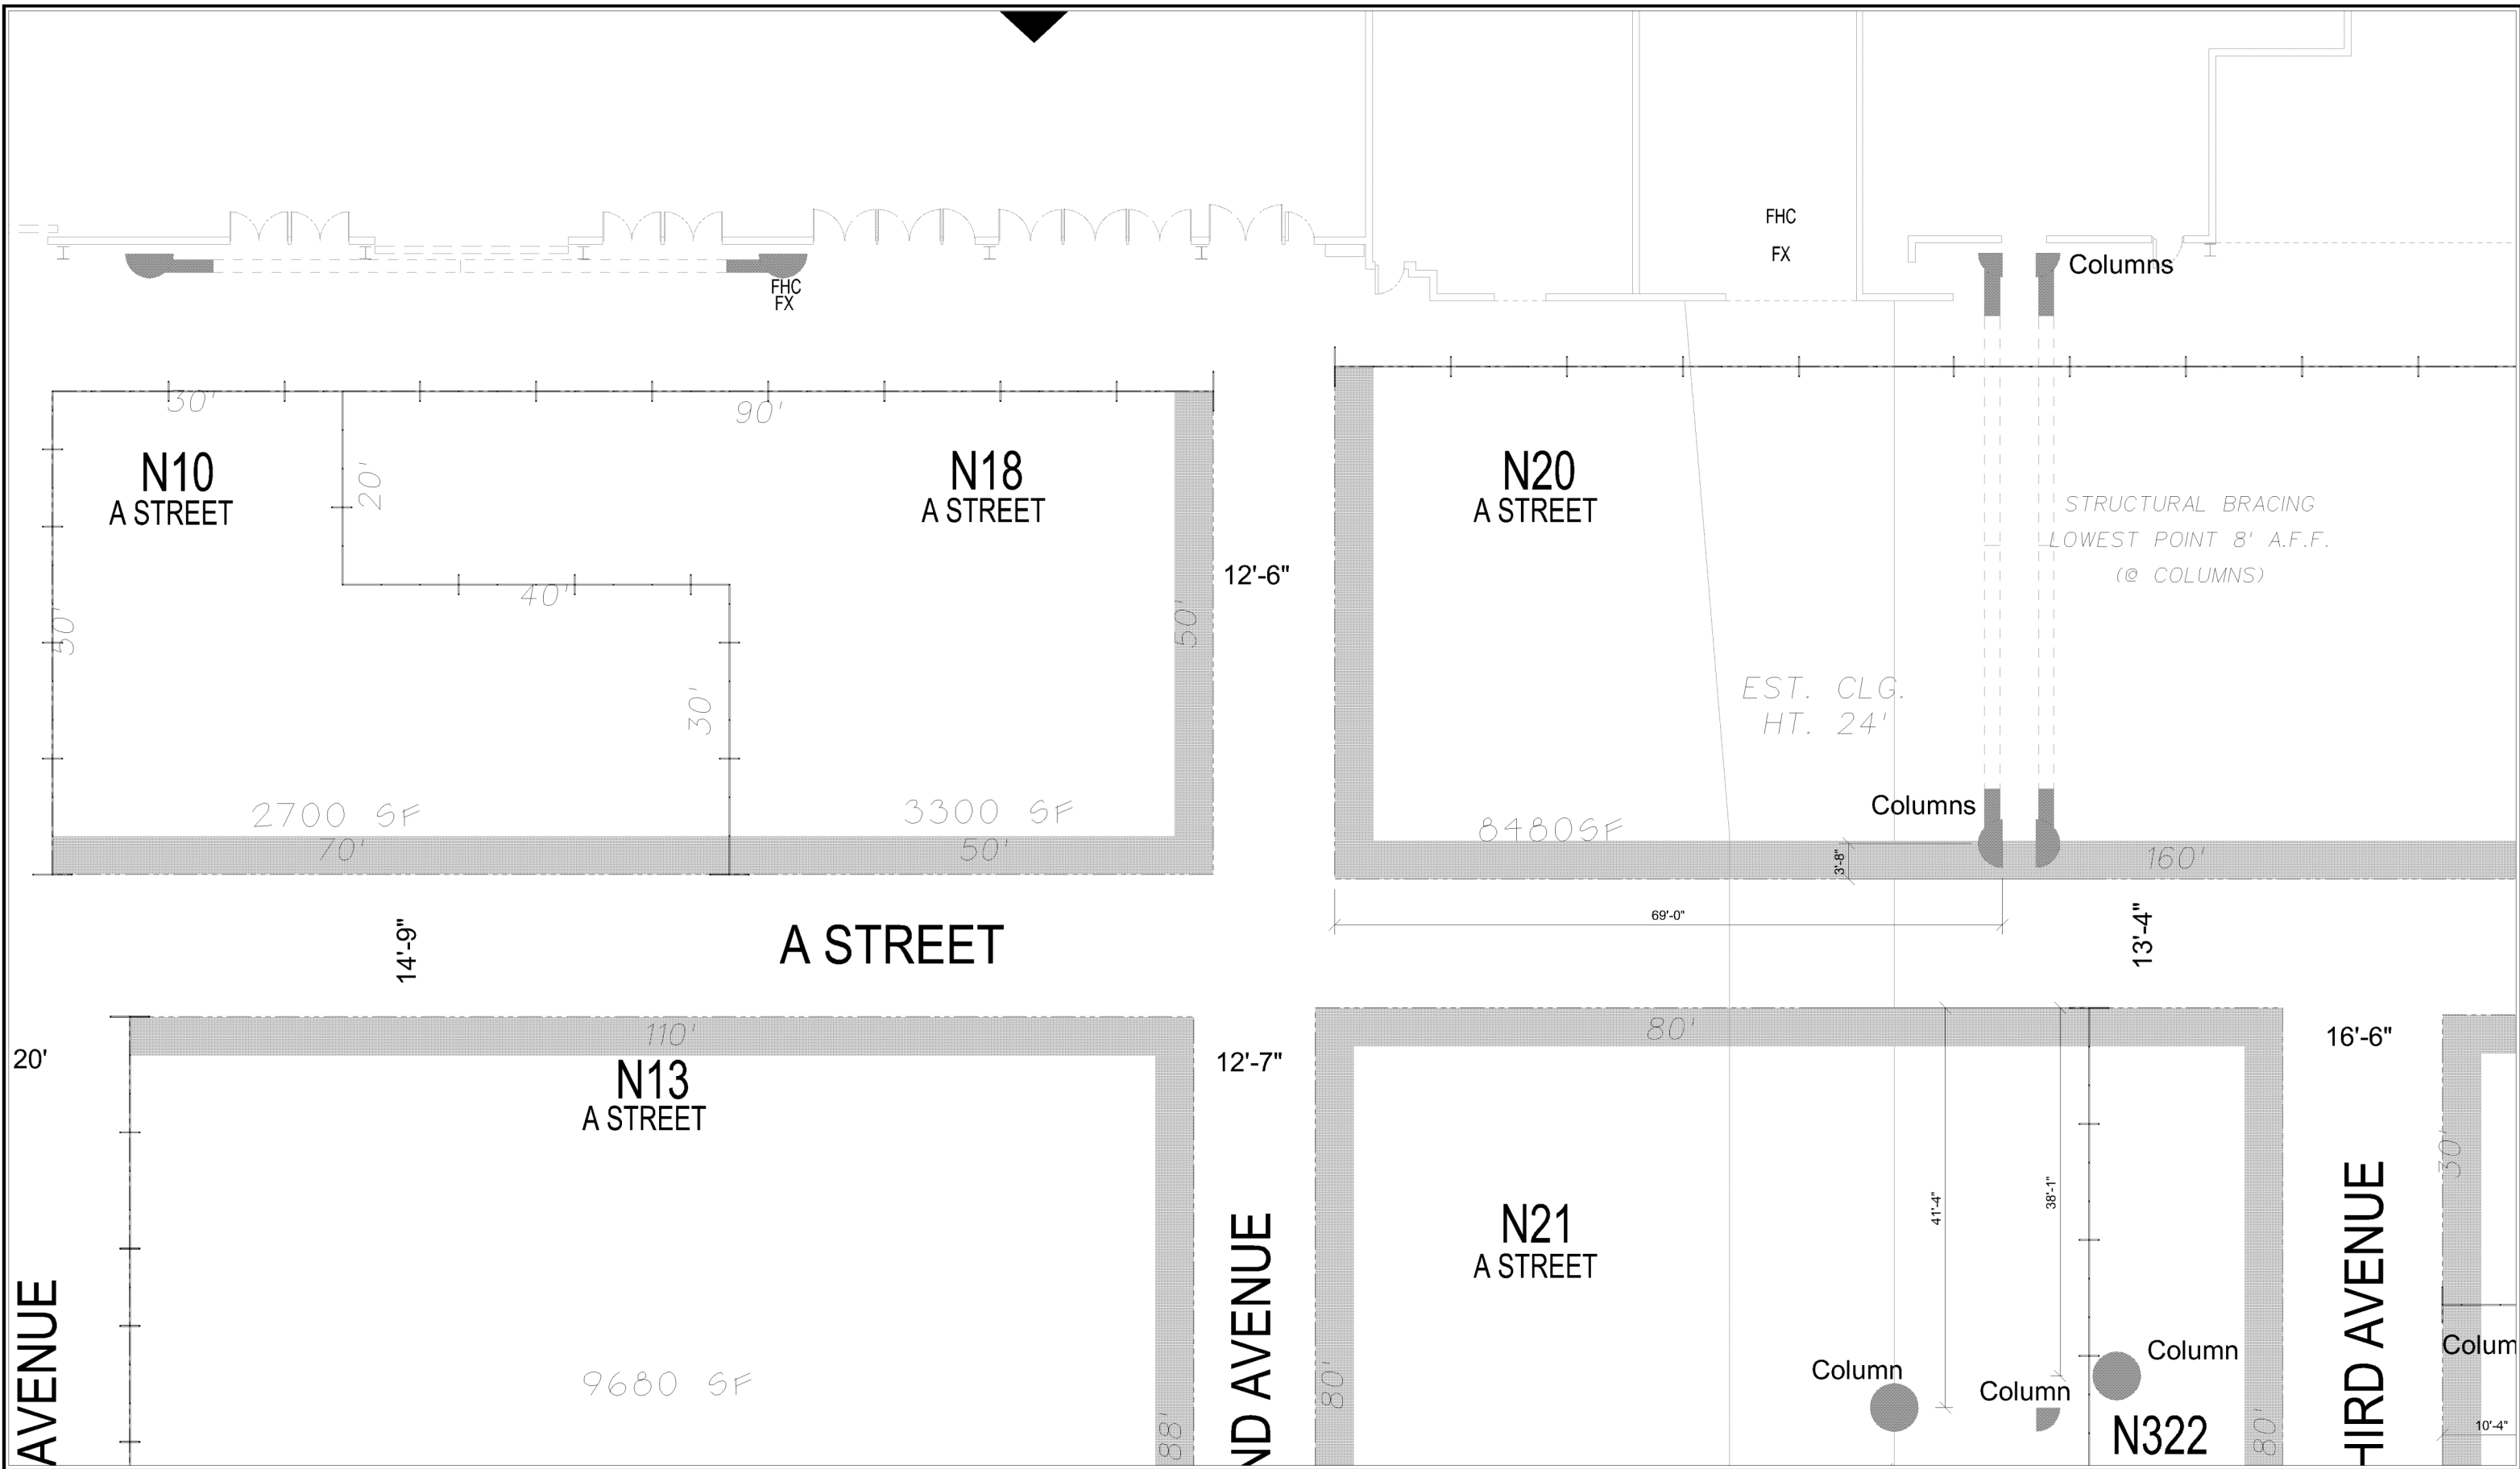 FHC
FX
FHC
FX
Columns
30'
90'
N10
A STREET
20'
N18
A STREET
N20
A STREET
STRUCTURAL BRACING
LOWEST POINT 8' A.F.F.
(@ COLUMNS)
12'-6"
40'
50'
50'
30'
EST. CLG.
HT. 24'
2700 SF
3300 SF
8480SF
Columns
70'
50'
3'-8"
160'
69'-0"
14'-9"
A STREET
13'-4"
20'
110'
12'-7"
80'
16'-6"
N13
A STREET
30'
41'-4"
38'-1"
N21
A STREET
AVENUE
ND AVENUE
HIRD AVENUE
9680 SF
88'
80'
Column
Column
Column
Colum
N322
80'
10'-4"